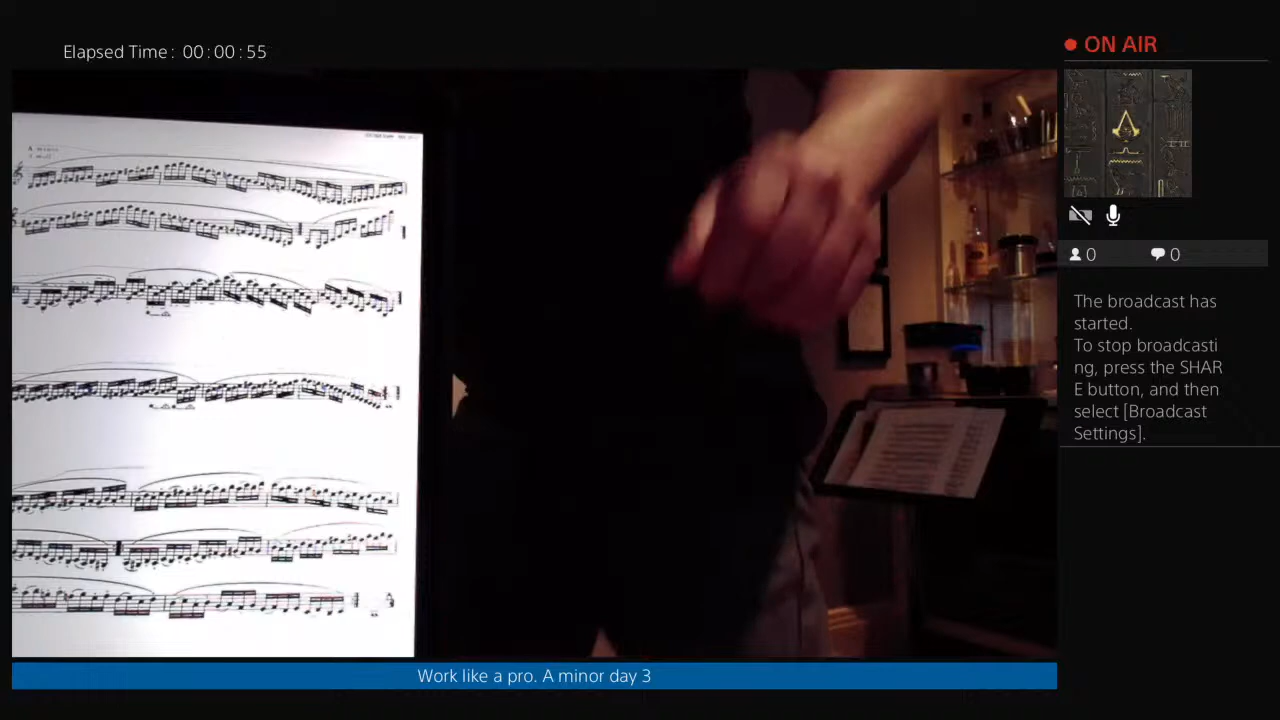 Elapsed Time: 00:00:55
ON AIR
0 0
The broadcast has
started.
To stop broadcasti
ng, press the SHAR
E button, and then
select [Broadcast
Settings].
Work like a pro. A minor day 3